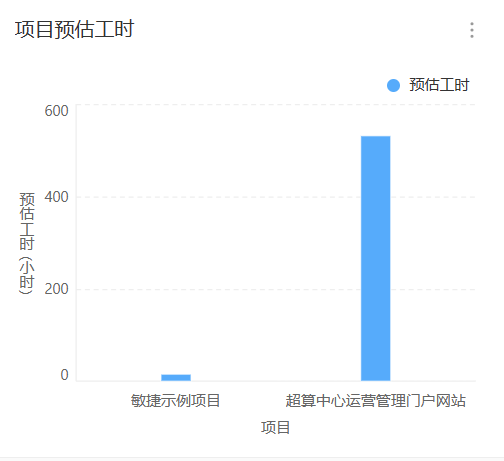 项目预估工时
预估工时
600
400
200
0
预估工时（小时）
敏捷示例项目
超算中心运营管理门户网站
项目